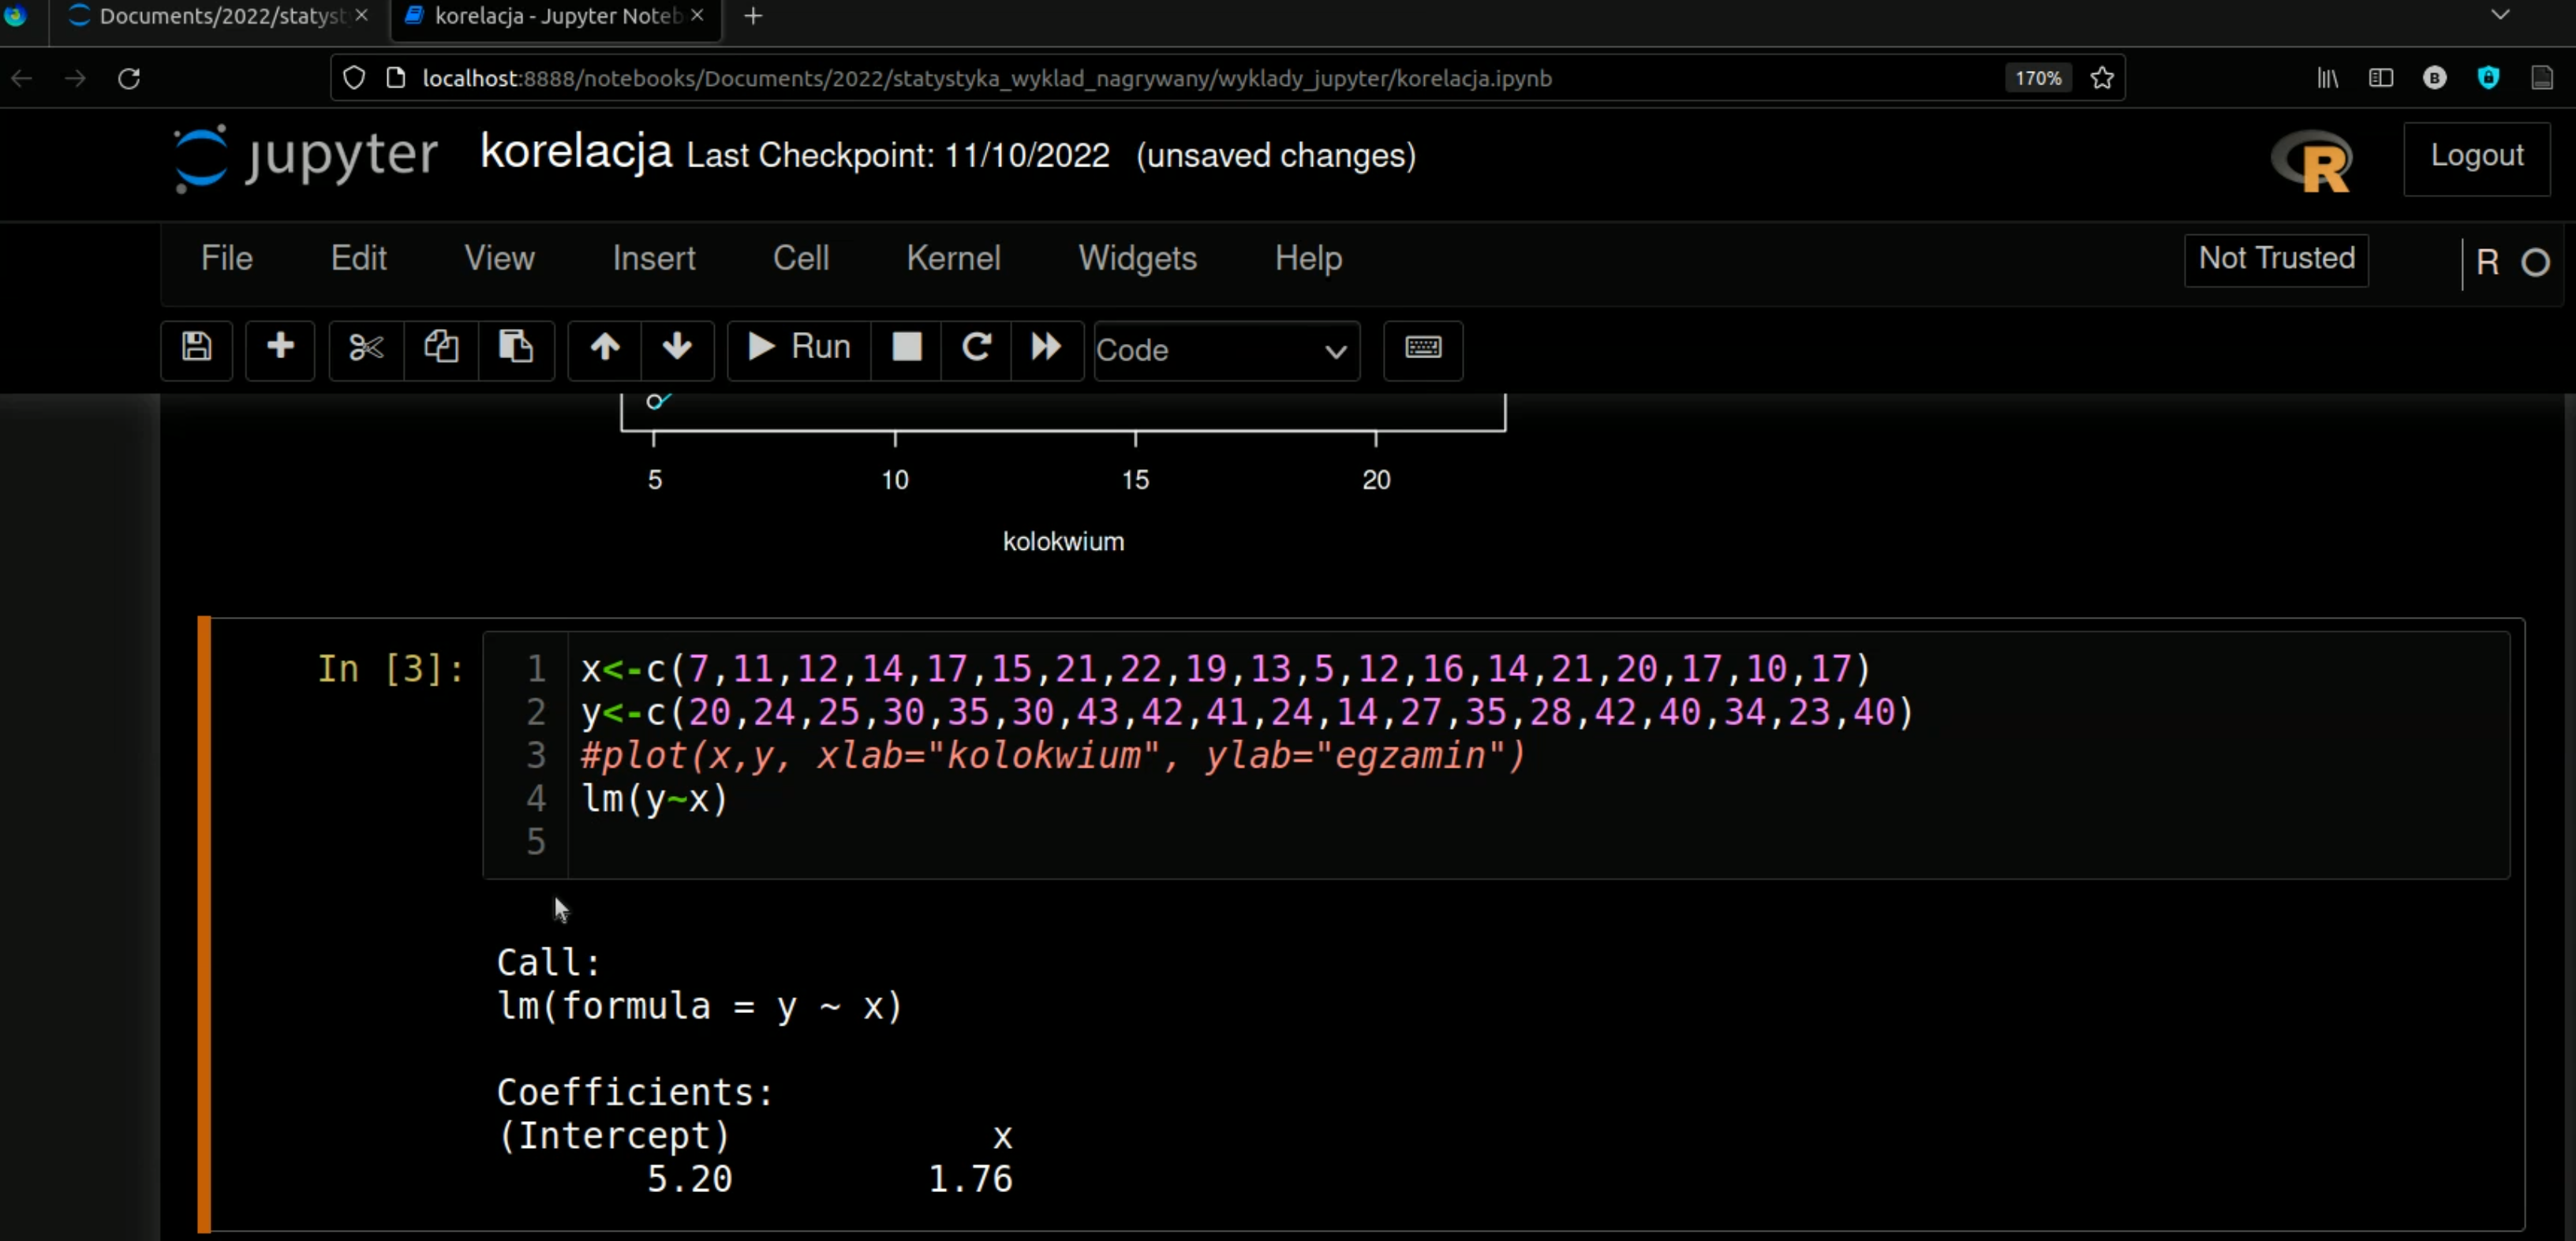 Documents/2022/statyst
korelacja - Jupyter Noteb
localhost:8888/notebooks/Documents/2022/statystyka_wyklad_nagrywany/wyklady_jupyter/korelacja.ipynb
170%
B
jupyter korelacja Last Checkpoint: 11/10/2022 (unsaved changes)
R
Logout
File Edit View Insert Cell Kernel Widgets Help
Not Trusted
R
Run
Code
5 10 15 20
kolokwium
In [3]:
1 x<-c(7,11,12,14,17,15,21,22,19,13,5,12,16,14,21,20,17,10,17)
2 y<-c(20,24,25,30,35,30,43,42,41,24,14,27,35,28,42,40,34,23,40)
3 #plot(x,y, xlab="kolokwium", ylab="egzamin")
4 lm(y~x)
5
Call:
lm(formula = y ~ x)
Coefficients:
(Intercept) x
5.20 1.76